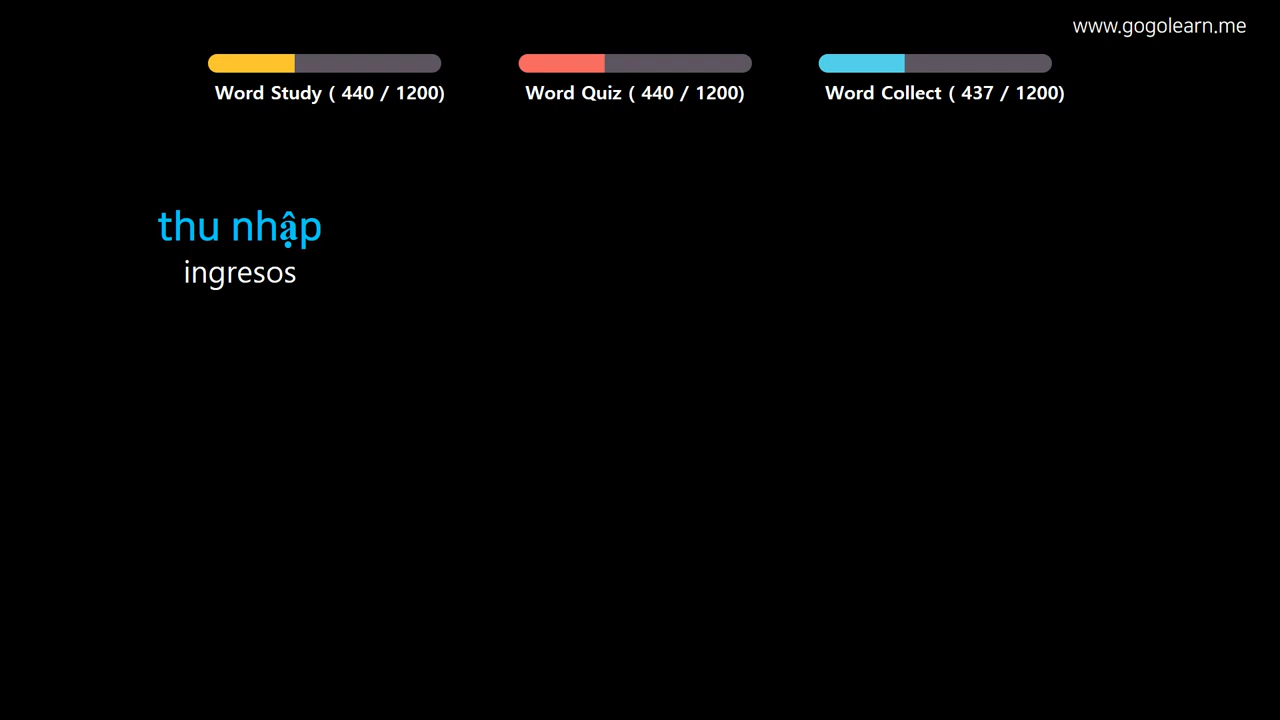 www.gogolearn.me
Word Study ( 440 / 1200)
Word Quiz ( 440 / 1200)
Word Collect ( 437 / 1200)
thu nhập
ingresos